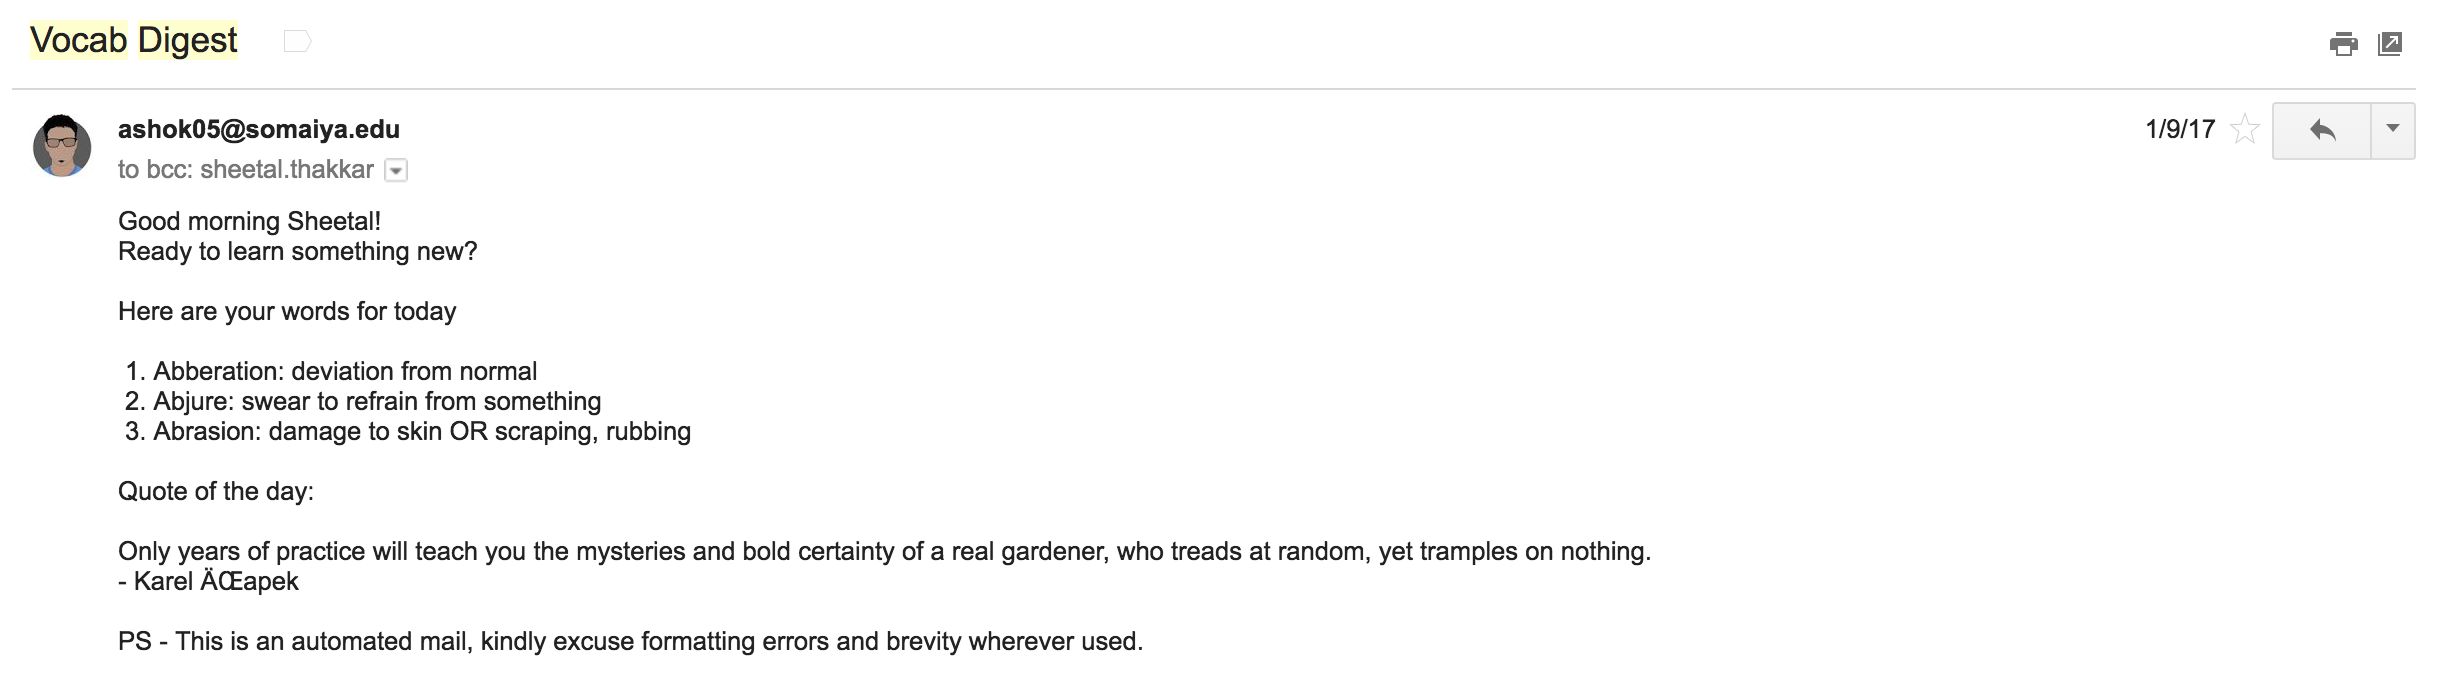 Vocab Digest
ashok05@somaiya.edu
1/9/17
to bcc: sheetal.thakkar
Good morning Sheetal!
Ready to learn something new?
Here are your words for today
1. Abberation: deviation from normal
2. Abjure: swear to refrain from something
3. Abrasion: damage to skin OR scraping, rubbing
Quote of the day:
Only years of practice will teach you the mysteries and bold certainty of a real gardener, who treads at random, yet tramples on nothing.
- Karel ÄŒapek
PS - This is an automated mail, kindly excuse formatting errors and brevity wherever used.